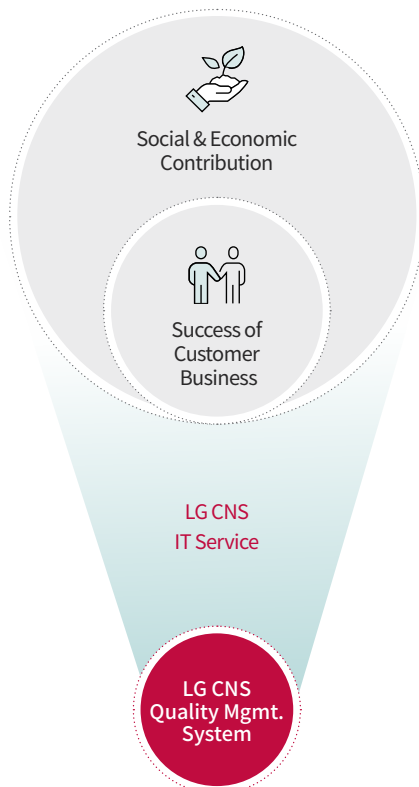 Social & Economic
Contribution
Success of
Customer
Business
LG CNS
IT Service
LG CNS
Quality Mgmt.
System